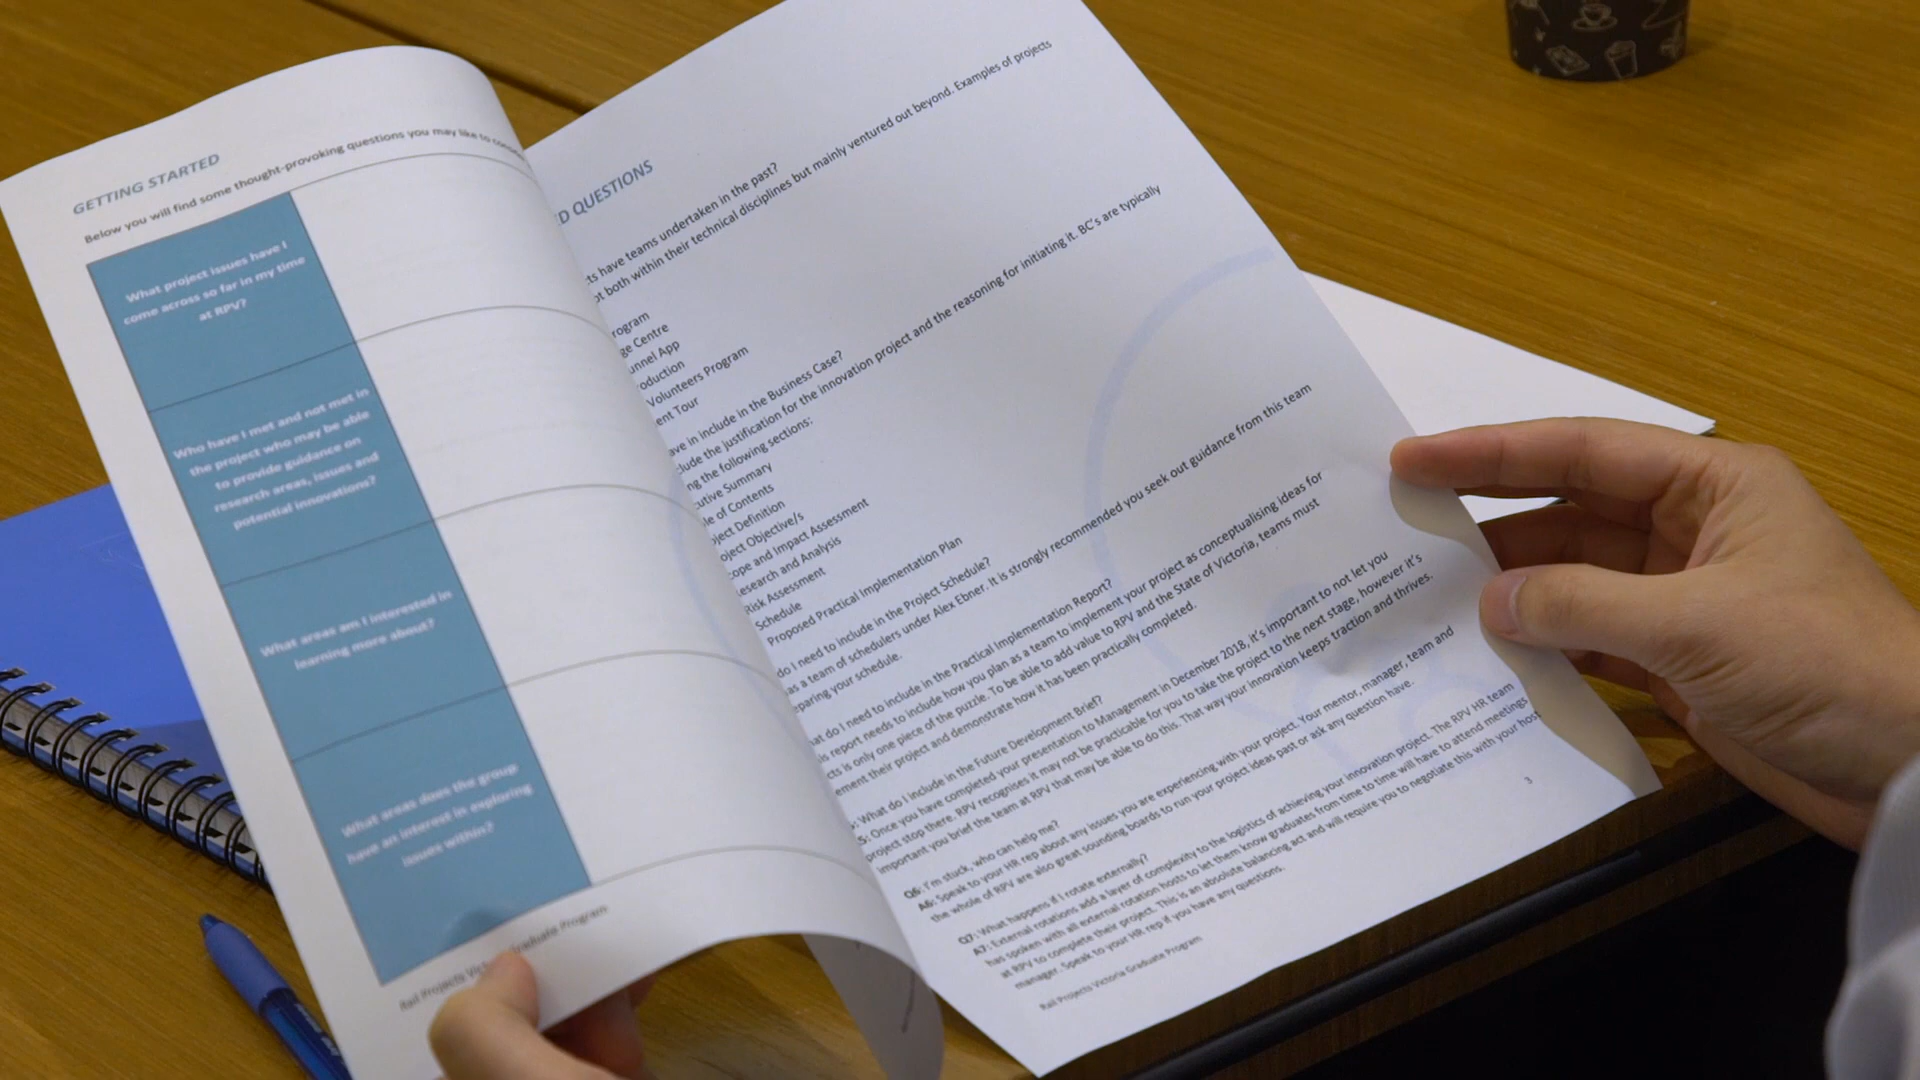 GETTING STARTED
Below you will find some thought-provoking questions you may like to
What project issues have I
come across so far in my time
at RPV?
Who have I met and not met in
the project who may be able
to provide guidance on
research areas, issues and
potential innovations?
What areas am I interested in
learning more about?
What areas does the group
have an interest in exploring
issues within?
Rail Projects Graduate Program
D QUESTIONS
ts have teams undertaken in the past?
ot both within their technical disciplines but mainly ventured out beyond. Examples of projects
rogram
ge Centre
unnel App
oduction
Volunteers Program
ent Tour
ave in include in the Business Case?
clude the justification for the innovation project and the reasoning for initiating it. BC's are typically
ng the following sections:
utive Summary
le of Contents
ject Definition
oject Objective/s
ope and Impact Assessment
esearch and Analysis
Risk Assessment
Schedule
Proposed Practical Implementation Plan
do I need to include in the Project Schedule?
as a team of schedulers under Alex Ebner. It is strongly recommended you seek out guidance from this team
eparing your schedule.
at do I need to include in the Practical Implementation Report?
is report needs to include how you plan as a team to implement your project as conceptualising ideas for
cts is only one piece of the puzzle. To be able to add value to RPV and the State of Victoria, teams must
ement their project and demonstrate how it has been practically completed.
: What do I include in the Future Development Brief?
5: Once you have completed your presentation to Management in December 2018, it's important to not let you
project stop there. RPV recognises it may not be practicable for you to take the project to the next stage, however it's
important you brief the team at RPV that may be able to do this. That way your innovation keeps traction and thrives.
Q6: I'm stuck, who can help me?
A6: Speak to your HR rep about any issues you are experiencing with your project. Your mentor, manager, team and
the whole of RPV are also great sounding boards to run your project ideas past or ask any question have.
Q7: What happens if I rotate externally?
A7: External rotations add a layer of complexity to the logistics of achieving your innovation project. The RPV HR team
has spoken with all external rotation hosts to let them know graduates from time to time will have to attend meetings
at RPV to complete their project. This is an absolute balancing act and will require you to negotiate this with your host
manager. Speak to your HR rep if you have any questions.
Rail Projects Victoria Graduate Program
3